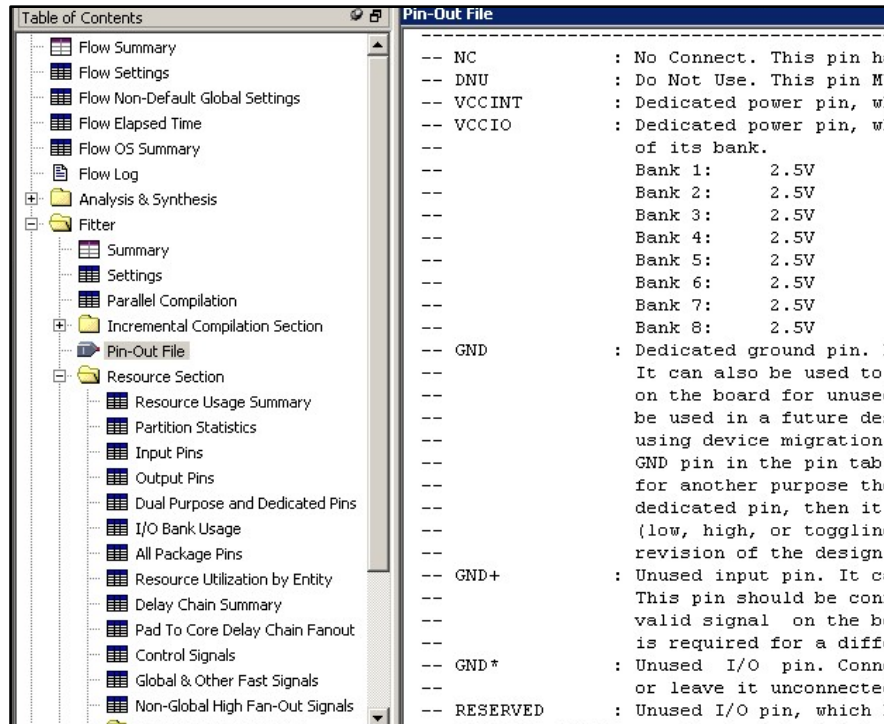 Table of Contents
Flow Summary
Flow Settings
Flow Non-Default Global Settings
Flow Elapsed Time
Flow OS Summary
Flow Log
Analysis & Synthesis
Fitter
Summary
Settings
Parallel Compilation
Incremental Compilation Section
Pin-Out File
Resource Section
Resource Usage Summary
Partition Statistics
Input Pins
Output Pins
Dual Purpose and Dedicated Pins
I/O Bank Usage
All Package Pins
Resource Utilization by Entity
Delay Chain Summary
Pad To Core Delay Chain Fanout
Control Signals
Global & Other Fast Signals
Non-Global High Fan-Out Signals
Pin-Out File
-- NC : No Connect. This pin h
-- DNU : Do Not Use. This pin M
-- VCCINT : Dedicated power pin, w
-- VCCIO : Dedicated power pin, w
-- of its bank.
-- Bank 1: 2.5V
-- Bank 2: 2.5V
-- Bank 3: 2.5V
-- Bank 4: 2.5V
-- Bank 5: 2.5V
-- Bank 6: 2.5V
-- Bank 7: 2.5V
-- Bank 8: 2.5V
-- GND : Dedicated ground pin.
-- It can also be used to
-- on the board for unuse
-- be used in a future de
-- using device migration
-- GND pin in the pin tab
-- for another purpose th
-- dedicated pin, then it
-- (low, high, or togglin
-- revision of the design
-- GND+ : Unused input pin. It c
-- This pin should be con
-- valid signal on the b
-- is required for a diff
-- GND* : Unused I/O pin. Conn
-- or leave it unconnecte
-- RESERVED : Unused I/O pin, which